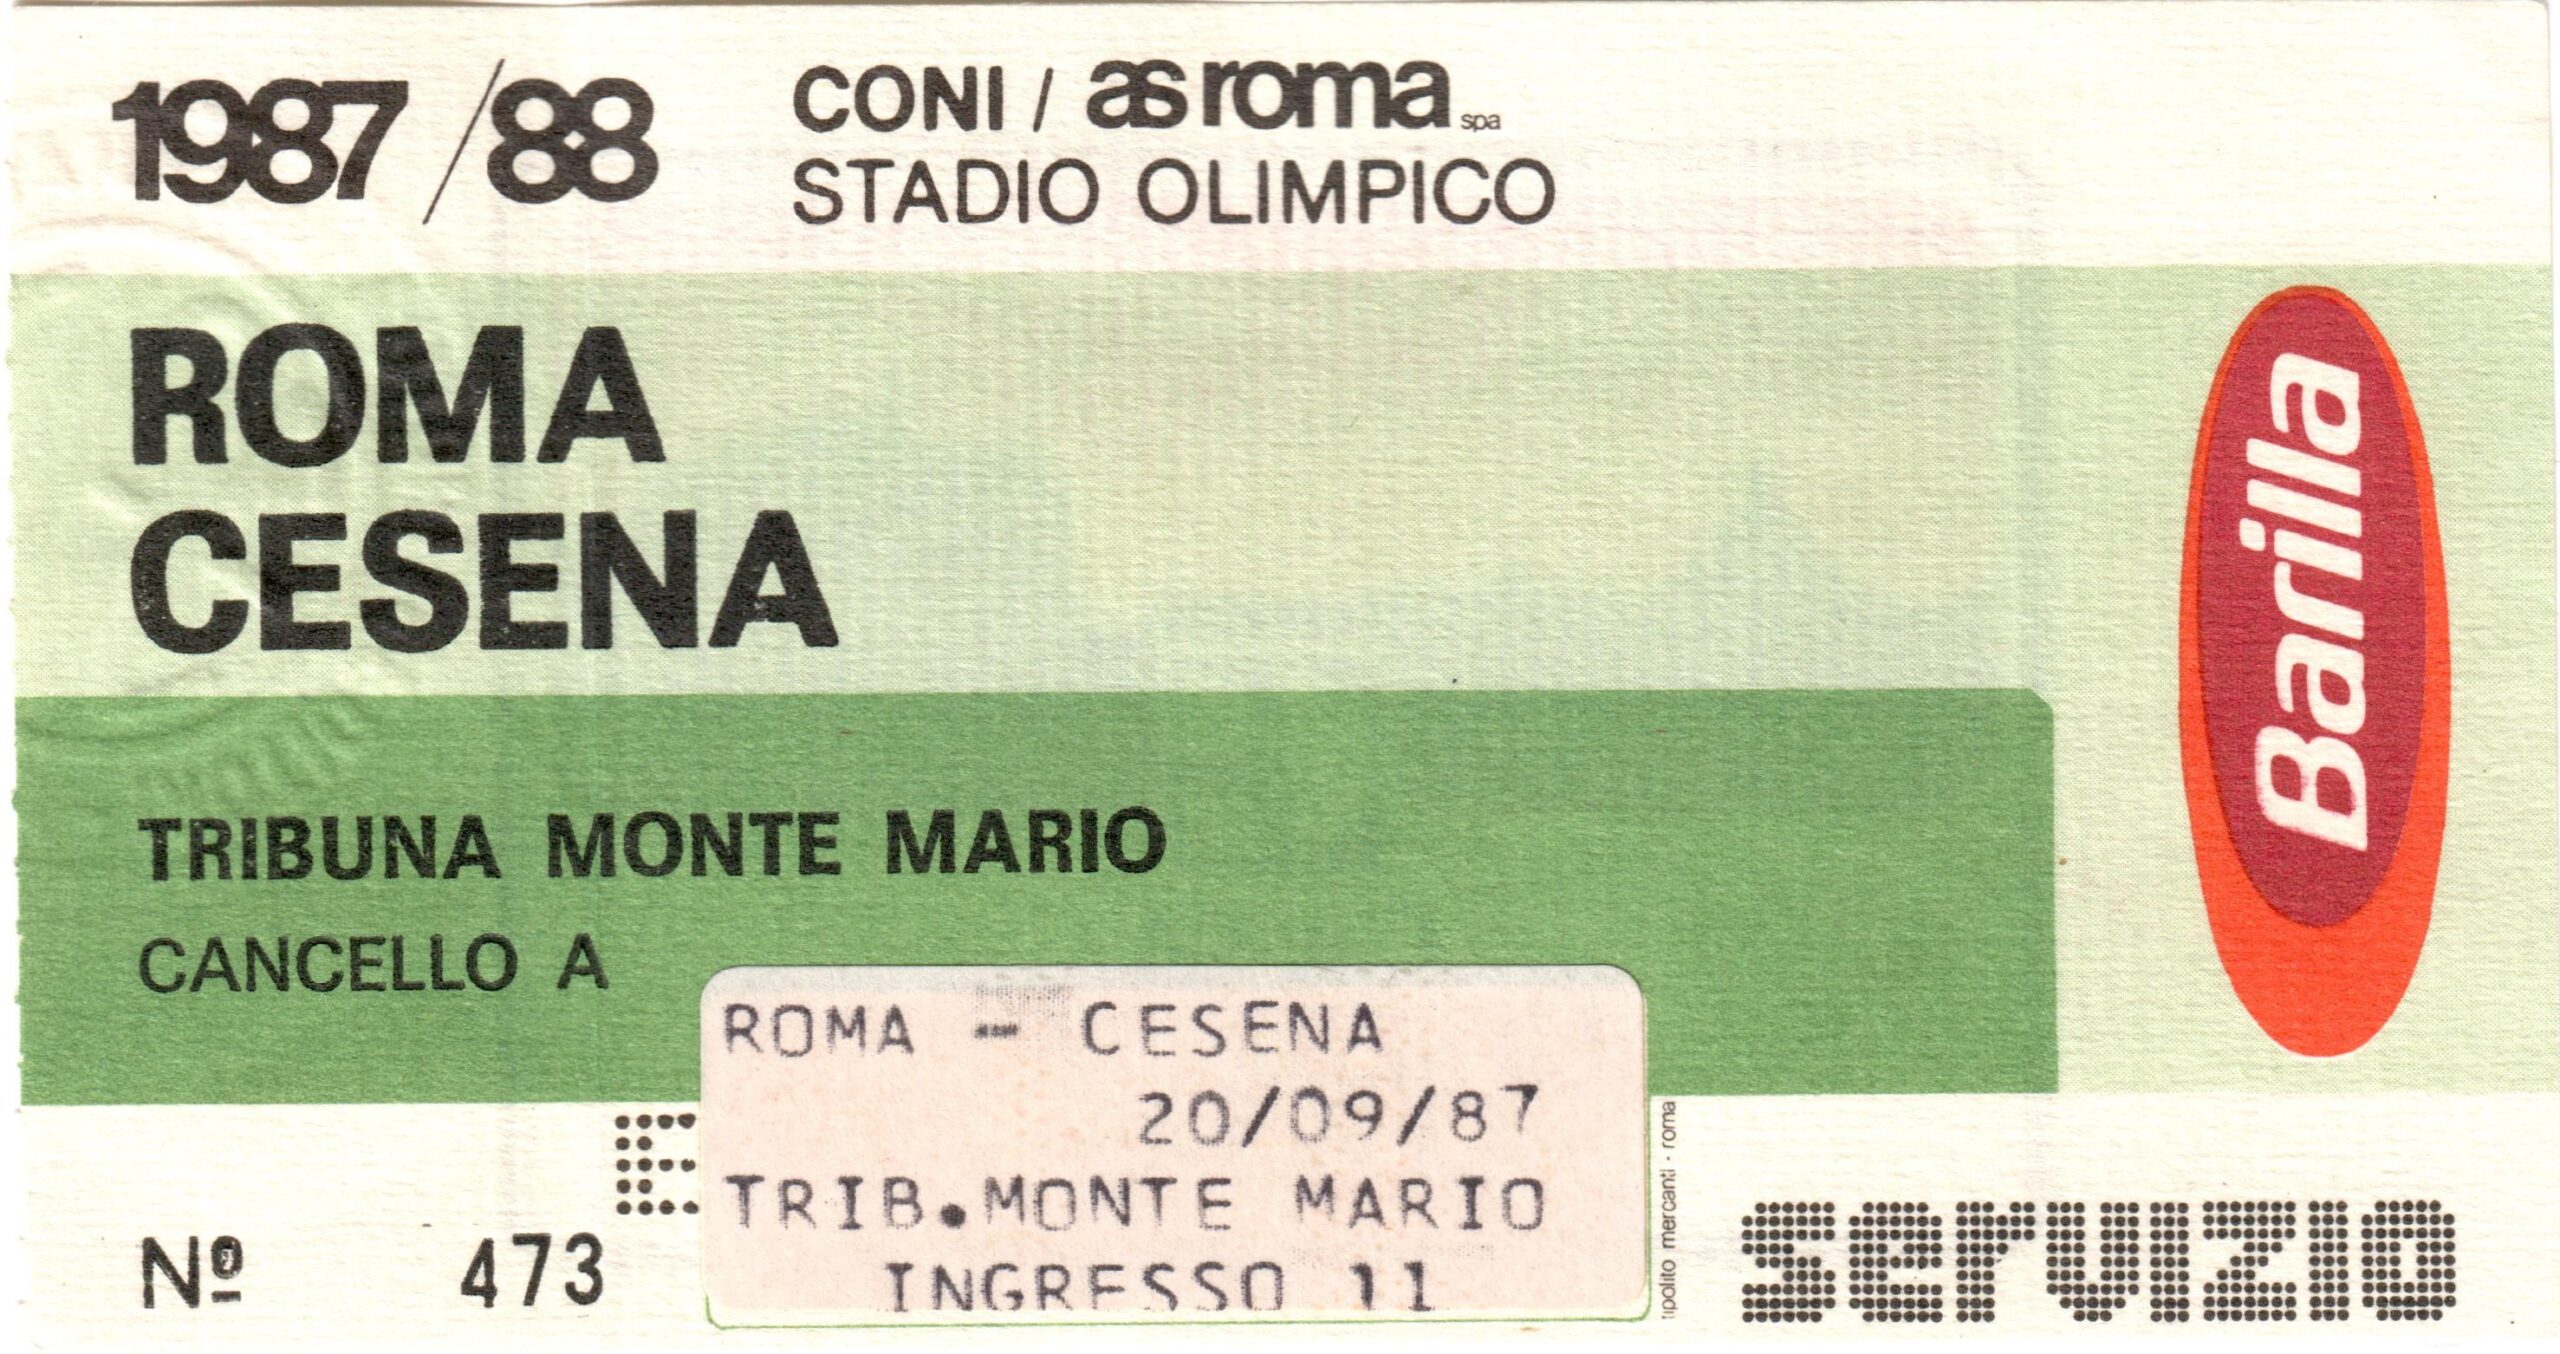 1987/88
CONI / as roma spa
STADIO OLIMPICO
ROMA
CESENA
Barilla
TRIBUNA MONTE MARIO
CANCELLO A
ROMA - CESENA
20/09/87
TRIB.MONTE MARIO
INGRESSO 11
Nº 473
tipolito mercanti - roma
servizio